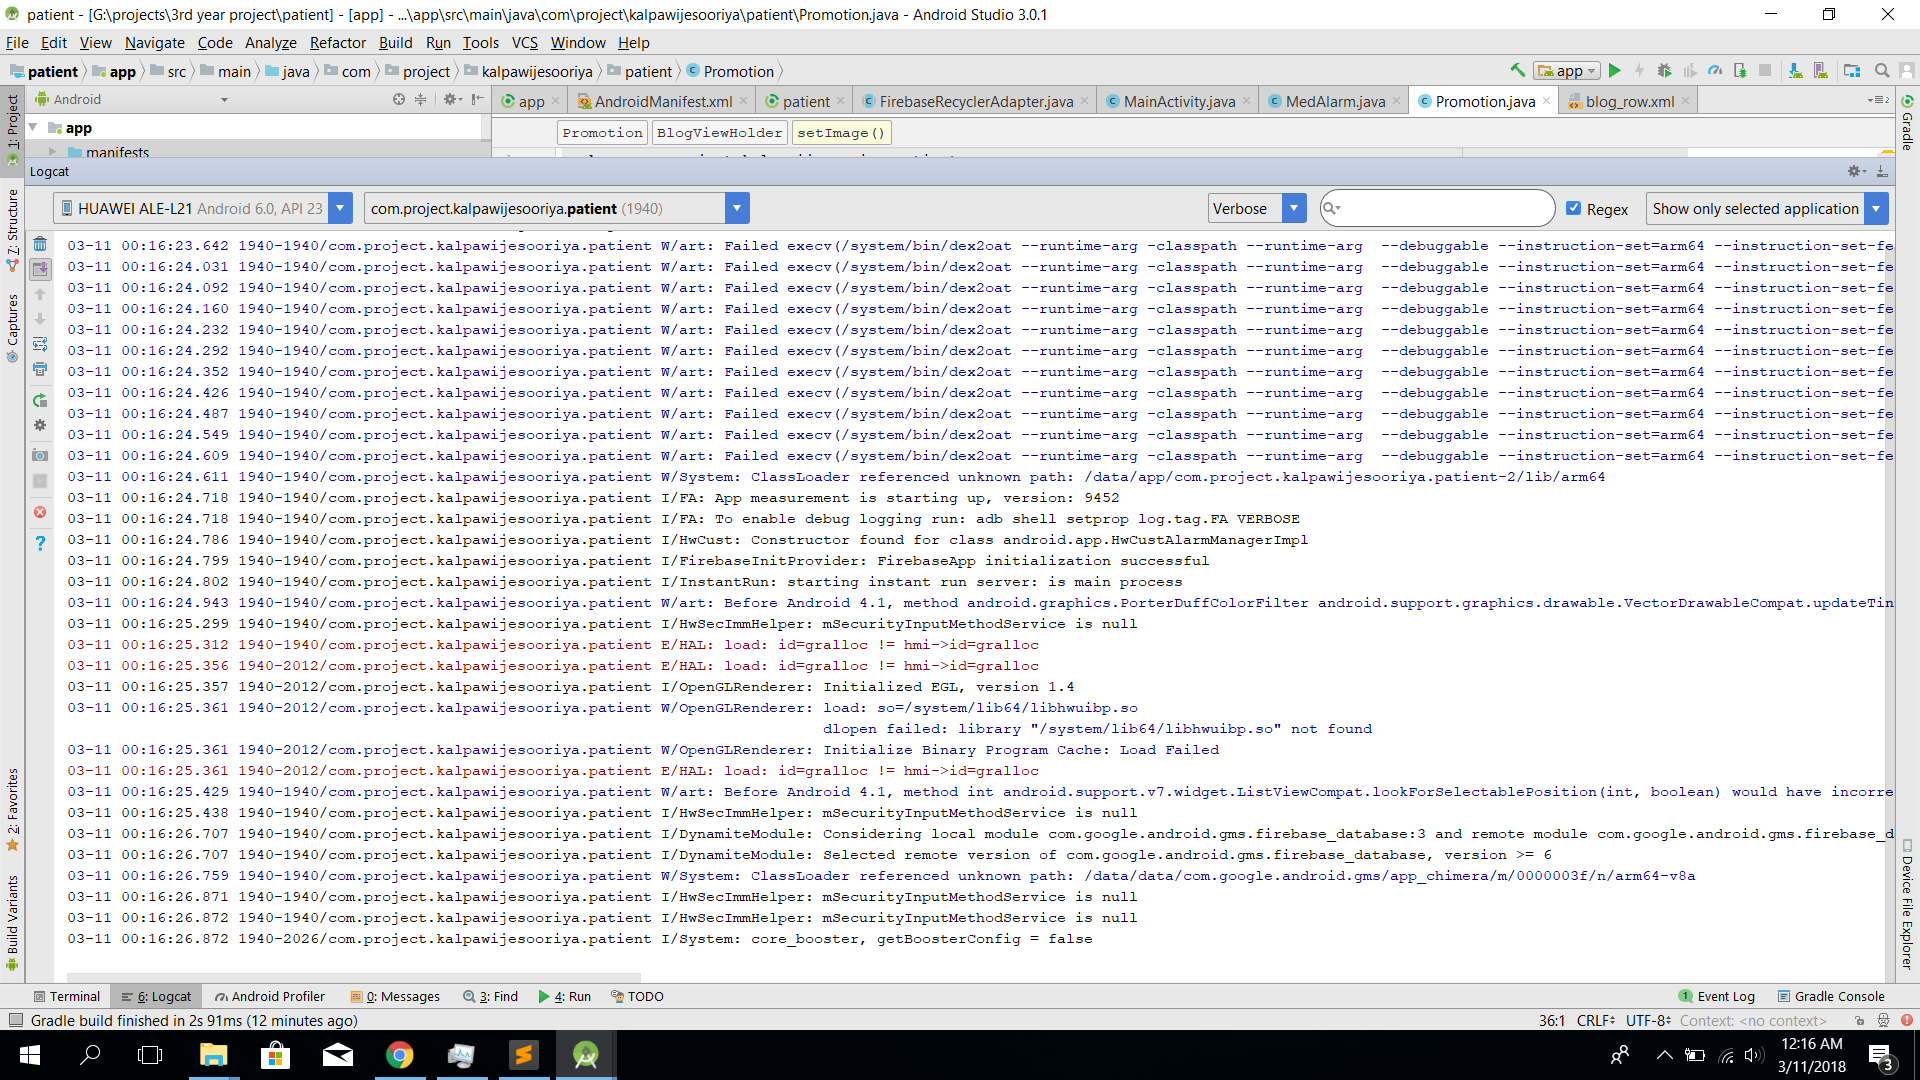 patient - [G:\projects\3rd year project\patient] - [app] - ...\app\src\main\java\com\project\kalpawijesooriya\patient\Promotion.java - Android Studio 3.0.1
File Edit View Navigate Code Analyze Refactor Build Run Tools VCS Window Help
patient app src main java com project kalpawijesooriya patient Promotion app
Android app AndroidManifest.xml patient FirebaseRecyclerAdapter.java MainActivity.java MedAlarm.java Promotion.java blog_row.xml
app
Promotion BlogViewHolder setImage()
manifests
Logcat
HUAWEI ALE-L21 Android 6.0, API 23 com.project.kalpawijesooriya.patient (1940) Verbose Regex Show only selected application
03-11 00:16:23.642 1940-1940/com.project.kalpawijesooriya.patient W/art: Failed execv(/system/bin/dex2oat --runtime-arg -classpath --runtime-arg  --debuggable --instruction-set=arm64 --instruction-set-fe
03-11 00:16:24.031 1940-1940/com.project.kalpawijesooriya.patient W/art: Failed execv(/system/bin/dex2oat --runtime-arg -classpath --runtime-arg  --debuggable --instruction-set=arm64 --instruction-set-fe
03-11 00:16:24.092 1940-1940/com.project.kalpawijesooriya.patient W/art: Failed execv(/system/bin/dex2oat --runtime-arg -classpath --runtime-arg  --debuggable --instruction-set=arm64 --instruction-set-fe
03-11 00:16:24.160 1940-1940/com.project.kalpawijesooriya.patient W/art: Failed execv(/system/bin/dex2oat --runtime-arg -classpath --runtime-arg  --debuggable --instruction-set=arm64 --instruction-set-fe
03-11 00:16:24.232 1940-1940/com.project.kalpawijesooriya.patient W/art: Failed execv(/system/bin/dex2oat --runtime-arg -classpath --runtime-arg  --debuggable --instruction-set=arm64 --instruction-set-fe
03-11 00:16:24.292 1940-1940/com.project.kalpawijesooriya.patient W/art: Failed execv(/system/bin/dex2oat --runtime-arg -classpath --runtime-arg  --debuggable --instruction-set=arm64 --instruction-set-fe
03-11 00:16:24.352 1940-1940/com.project.kalpawijesooriya.patient W/art: Failed execv(/system/bin/dex2oat --runtime-arg -classpath --runtime-arg  --debuggable --instruction-set=arm64 --instruction-set-fe
03-11 00:16:24.426 1940-1940/com.project.kalpawijesooriya.patient W/art: Failed execv(/system/bin/dex2oat --runtime-arg -classpath --runtime-arg  --debuggable --instruction-set=arm64 --instruction-set-fe
03-11 00:16:24.487 1940-1940/com.project.kalpawijesooriya.patient W/art: Failed execv(/system/bin/dex2oat --runtime-arg -classpath --runtime-arg  --debuggable --instruction-set=arm64 --instruction-set-fe
03-11 00:16:24.549 1940-1940/com.project.kalpawijesooriya.patient W/art: Failed execv(/system/bin/dex2oat --runtime-arg -classpath --runtime-arg  --debuggable --instruction-set=arm64 --instruction-set-fe
03-11 00:16:24.609 1940-1940/com.project.kalpawijesooriya.patient W/art: Failed execv(/system/bin/dex2oat --runtime-arg -classpath --runtime-arg  --debuggable --instruction-set=arm64 --instruction-set-fe
03-11 00:16:24.611 1940-1940/com.project.kalpawijesooriya.patient W/System: ClassLoader referenced unknown path: /data/app/com.project.kalpawijesooriya.patient-2/lib/arm64
03-11 00:16:24.718 1940-1940/com.project.kalpawijesooriya.patient I/FA: App measurement is starting up, version: 9452
03-11 00:16:24.718 1940-1940/com.project.kalpawijesooriya.patient I/FA: To enable debug logging run: adb shell setprop log.tag.FA VERBOSE
03-11 00:16:24.786 1940-1940/com.project.kalpawijesooriya.patient I/HwCust: Constructor found for class android.app.HwCustAlarmManagerImpl
03-11 00:16:24.799 1940-1940/com.project.kalpawijesooriya.patient I/FirebaseInitProvider: FirebaseApp initialization successful
03-11 00:16:24.802 1940-1940/com.project.kalpawijesooriya.patient I/InstantRun: starting instant run server: is main process
03-11 00:16:24.943 1940-1940/com.project.kalpawijesooriya.patient W/art: Before Android 4.1, method android.graphics.PorterDuffColorFilter android.support.graphics.drawable.VectorDrawableCompat.updateTin
03-11 00:16:25.299 1940-1940/com.project.kalpawijesooriya.patient I/HwSecImmHelper: mSecurityInputMethodService is null
03-11 00:16:25.312 1940-1940/com.project.kalpawijesooriya.patient E/HAL: load: id=gralloc != hmi->id=gralloc
03-11 00:16:25.356 1940-2012/com.project.kalpawijesooriya.patient E/HAL: load: id=gralloc != hmi->id=gralloc
03-11 00:16:25.357 1940-2012/com.project.kalpawijesooriya.patient I/OpenGLRenderer: Initialized EGL, version 1.4
03-11 00:16:25.361 1940-2012/com.project.kalpawijesooriya.patient W/OpenGLRenderer: load: so=/system/lib64/libhwuibp.so
dlopen failed: library "/system/lib64/libhwuibp.so" not found
03-11 00:16:25.361 1940-2012/com.project.kalpawijesooriya.patient W/OpenGLRenderer: Initialize Binary Program Cache: Load Failed
03-11 00:16:25.361 1940-2012/com.project.kalpawijesooriya.patient E/HAL: load: id=gralloc != hmi->id=gralloc
03-11 00:16:25.429 1940-1940/com.project.kalpawijesooriya.patient W/art: Before Android 4.1, method int android.support.v7.widget.ListViewCompat.lookForSelectablePosition(int, boolean) would have incorre
03-11 00:16:25.438 1940-1940/com.project.kalpawijesooriya.patient I/HwSecImmHelper: mSecurityInputMethodService is null
03-11 00:16:26.707 1940-1940/com.project.kalpawijesooriya.patient I/DynamiteModule: Considering local module com.google.android.gms.firebase_database:3 and remote module com.google.android.gms.firebase_d
03-11 00:16:26.707 1940-1940/com.project.kalpawijesooriya.patient I/DynamiteModule: Selected remote version of com.google.android.gms.firebase_database, version >= 6
03-11 00:16:26.759 1940-1940/com.project.kalpawijesooriya.patient W/System: ClassLoader referenced unknown path: /data/data/com.google.android.gms/app_chimera/m/0000003f/n/arm64-v8a
03-11 00:16:26.871 1940-1940/com.project.kalpawijesooriya.patient I/HwSecImmHelper: mSecurityInputMethodService is null
03-11 00:16:26.872 1940-1940/com.project.kalpawijesooriya.patient I/HwSecImmHelper: mSecurityInputMethodService is null
03-11 00:16:26.872 1940-2026/com.project.kalpawijesooriya.patient I/System: core_booster, getBoosterConfig = false
1: Project
7: Structure
Captures
2: Favorites
Build Variants
Gradle
Device File Explorer
Terminal 6: Logcat Android Profiler 0: Messages 3: Find 4: Run TODO 1 Event Log Gradle Console
Gradle build finished in 2s 91ms (12 minutes ago) 36:1 CRLF UTF-8 Context: <no context>
12:16 AM
3/11/2018
3